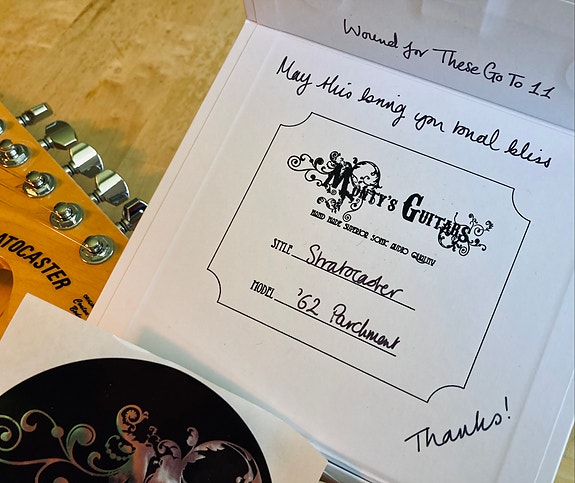 Wound for These Go To 11
May this bring you tonal bliss
MONTY'S GUITARS
HAND MADE SUPERIOR SONIC AUDIO QUALITY
STYLE Stratocaster
MODEL '62 Parchment
Thanks!
ATOCASTER